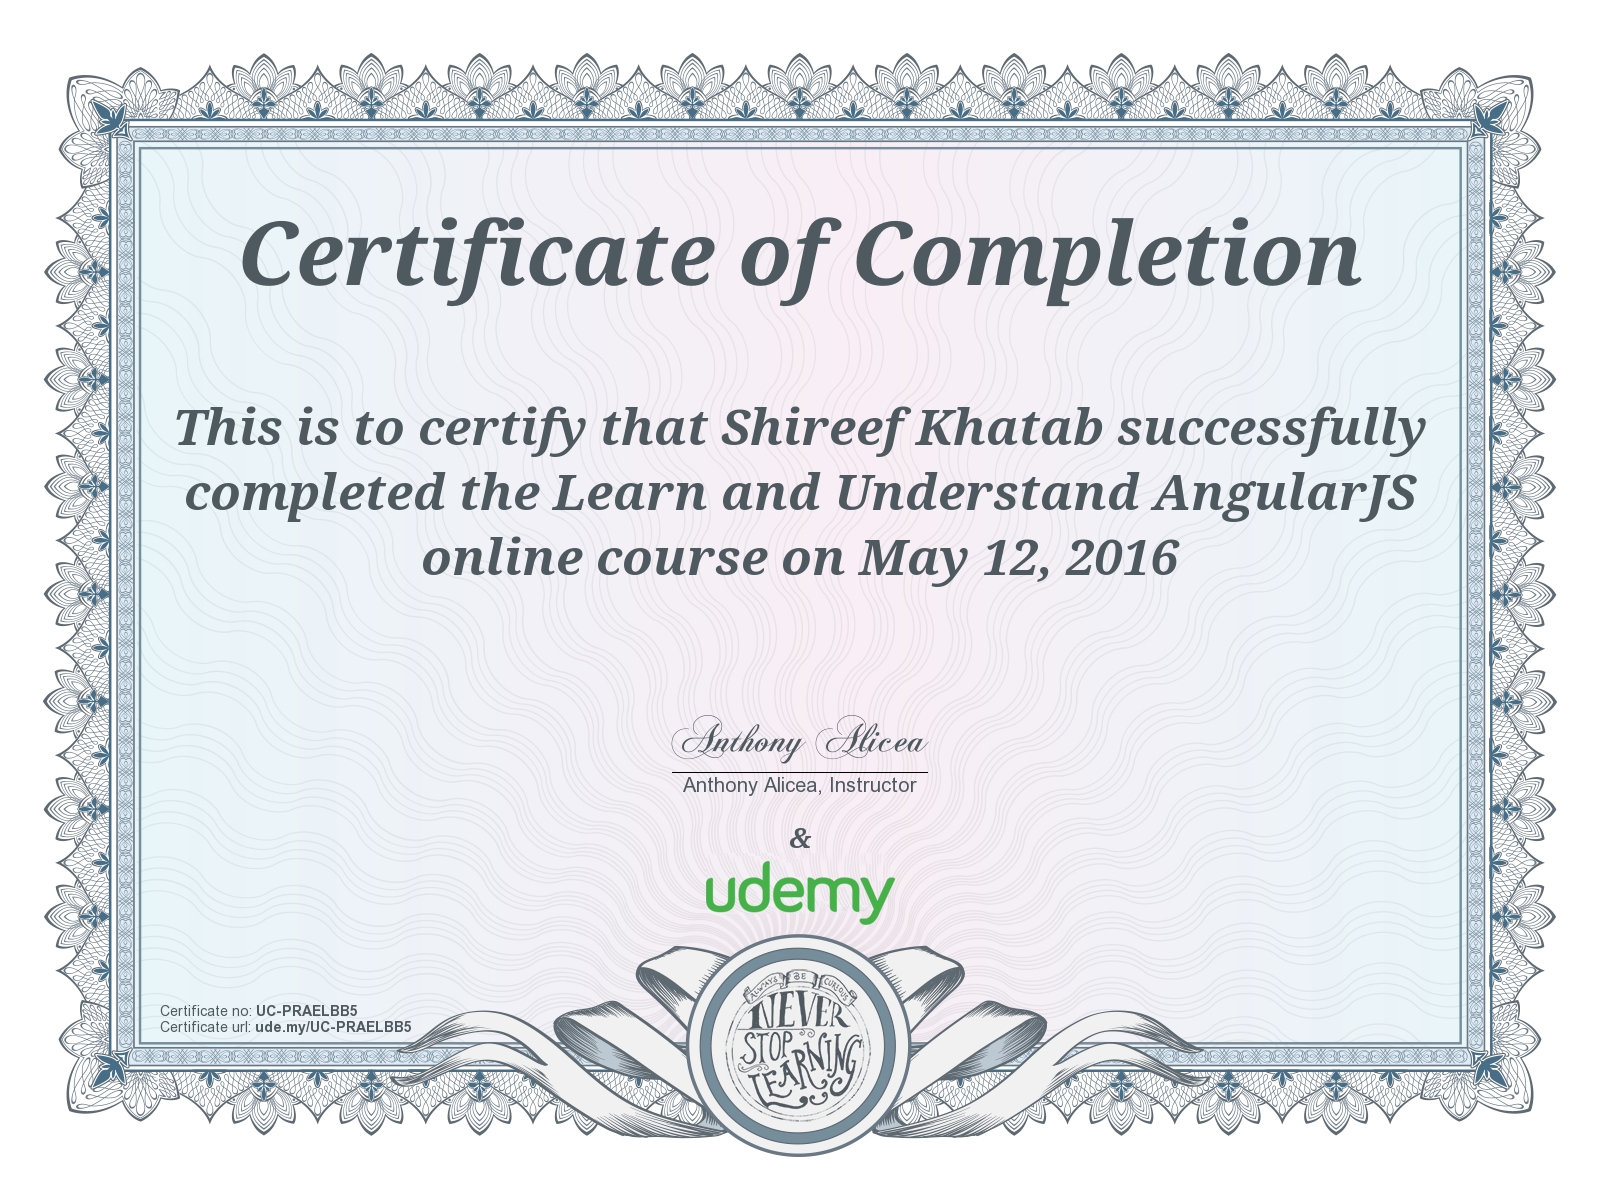 Certificate of Completion
This is to certify that Shireef Khatab successfully
completed the Learn and Understand AngularJS
online course on May 12, 2016
Anthony Alicea
Anthony Alicea, Instructor
&
udemy
Certificate no: UC-PRAELBB5
Certificate url: ude.my/UC-PRAELBB5
ALWAYS BE CURIOUS
NEVER
STOP
LEARNING